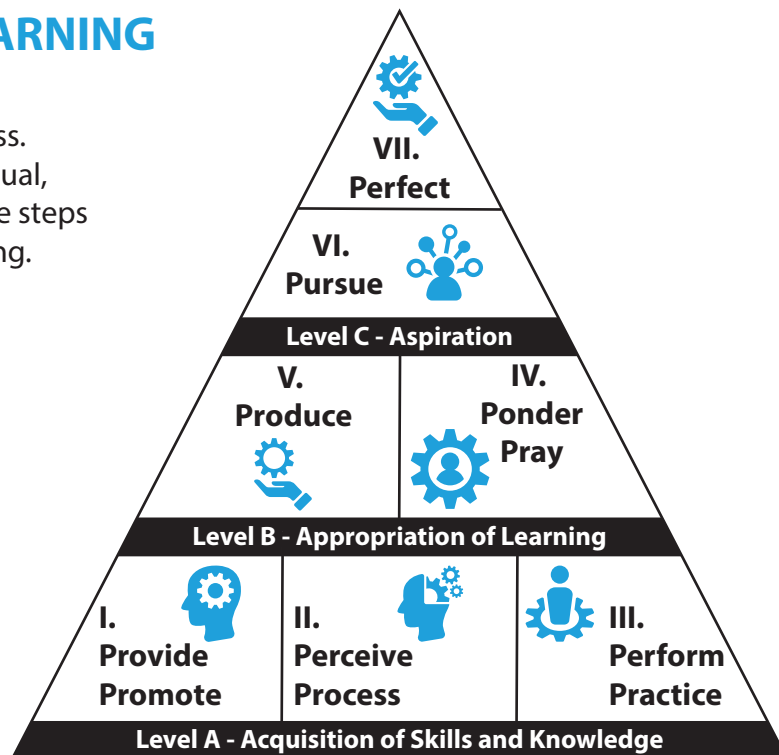 ARNING
ss.
ual,
e steps
ng.
VII.
Perfect
VI.
Pursue
Level C - Aspiration
V.
Produce
IV.
Ponder
Pray
Level B - Appropriation of Learning
I.
Provide
Promote
II.
Perceive
Process
III.
Perform
Practice
Level A - Acquisition of Skills and Knowledge